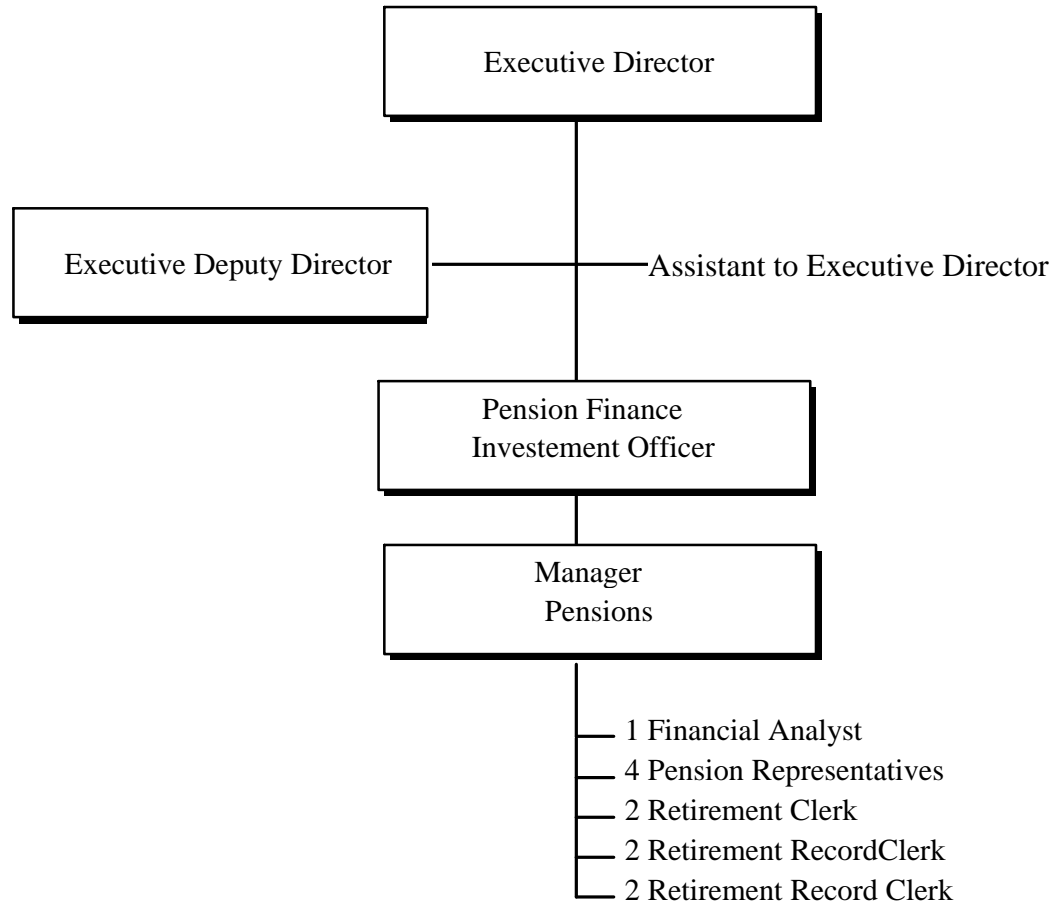 Executive Director
Executive Deputy Director
Assistant to Executive Director
Pension Finance
Investement Officer
Manager
Pensions
1 Financial Analyst
4 Pension Representatives
2 Retirement Clerk
2 Retirement RecordClerk
2 Retirement Record Clerk